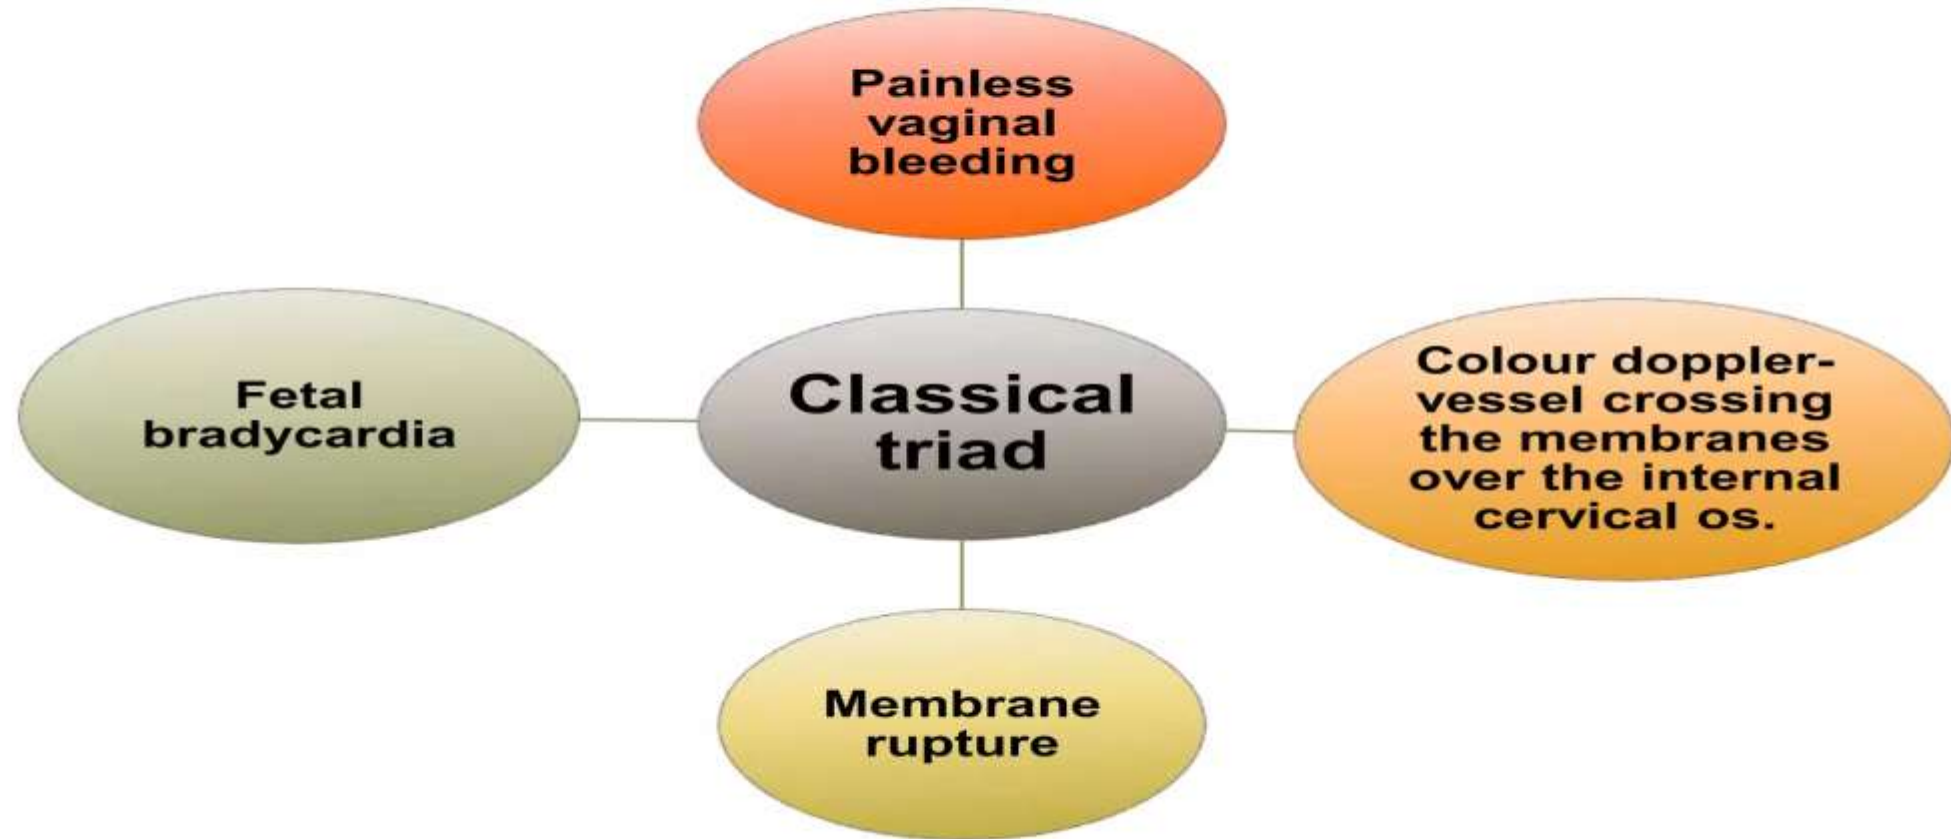 Painless
vaginal
bleeding
Fetal
bradycardia
Classical
triad
Colour doppler-
vessel crossing
the membranes
over the internal
cervical os.
Membrane
rupture